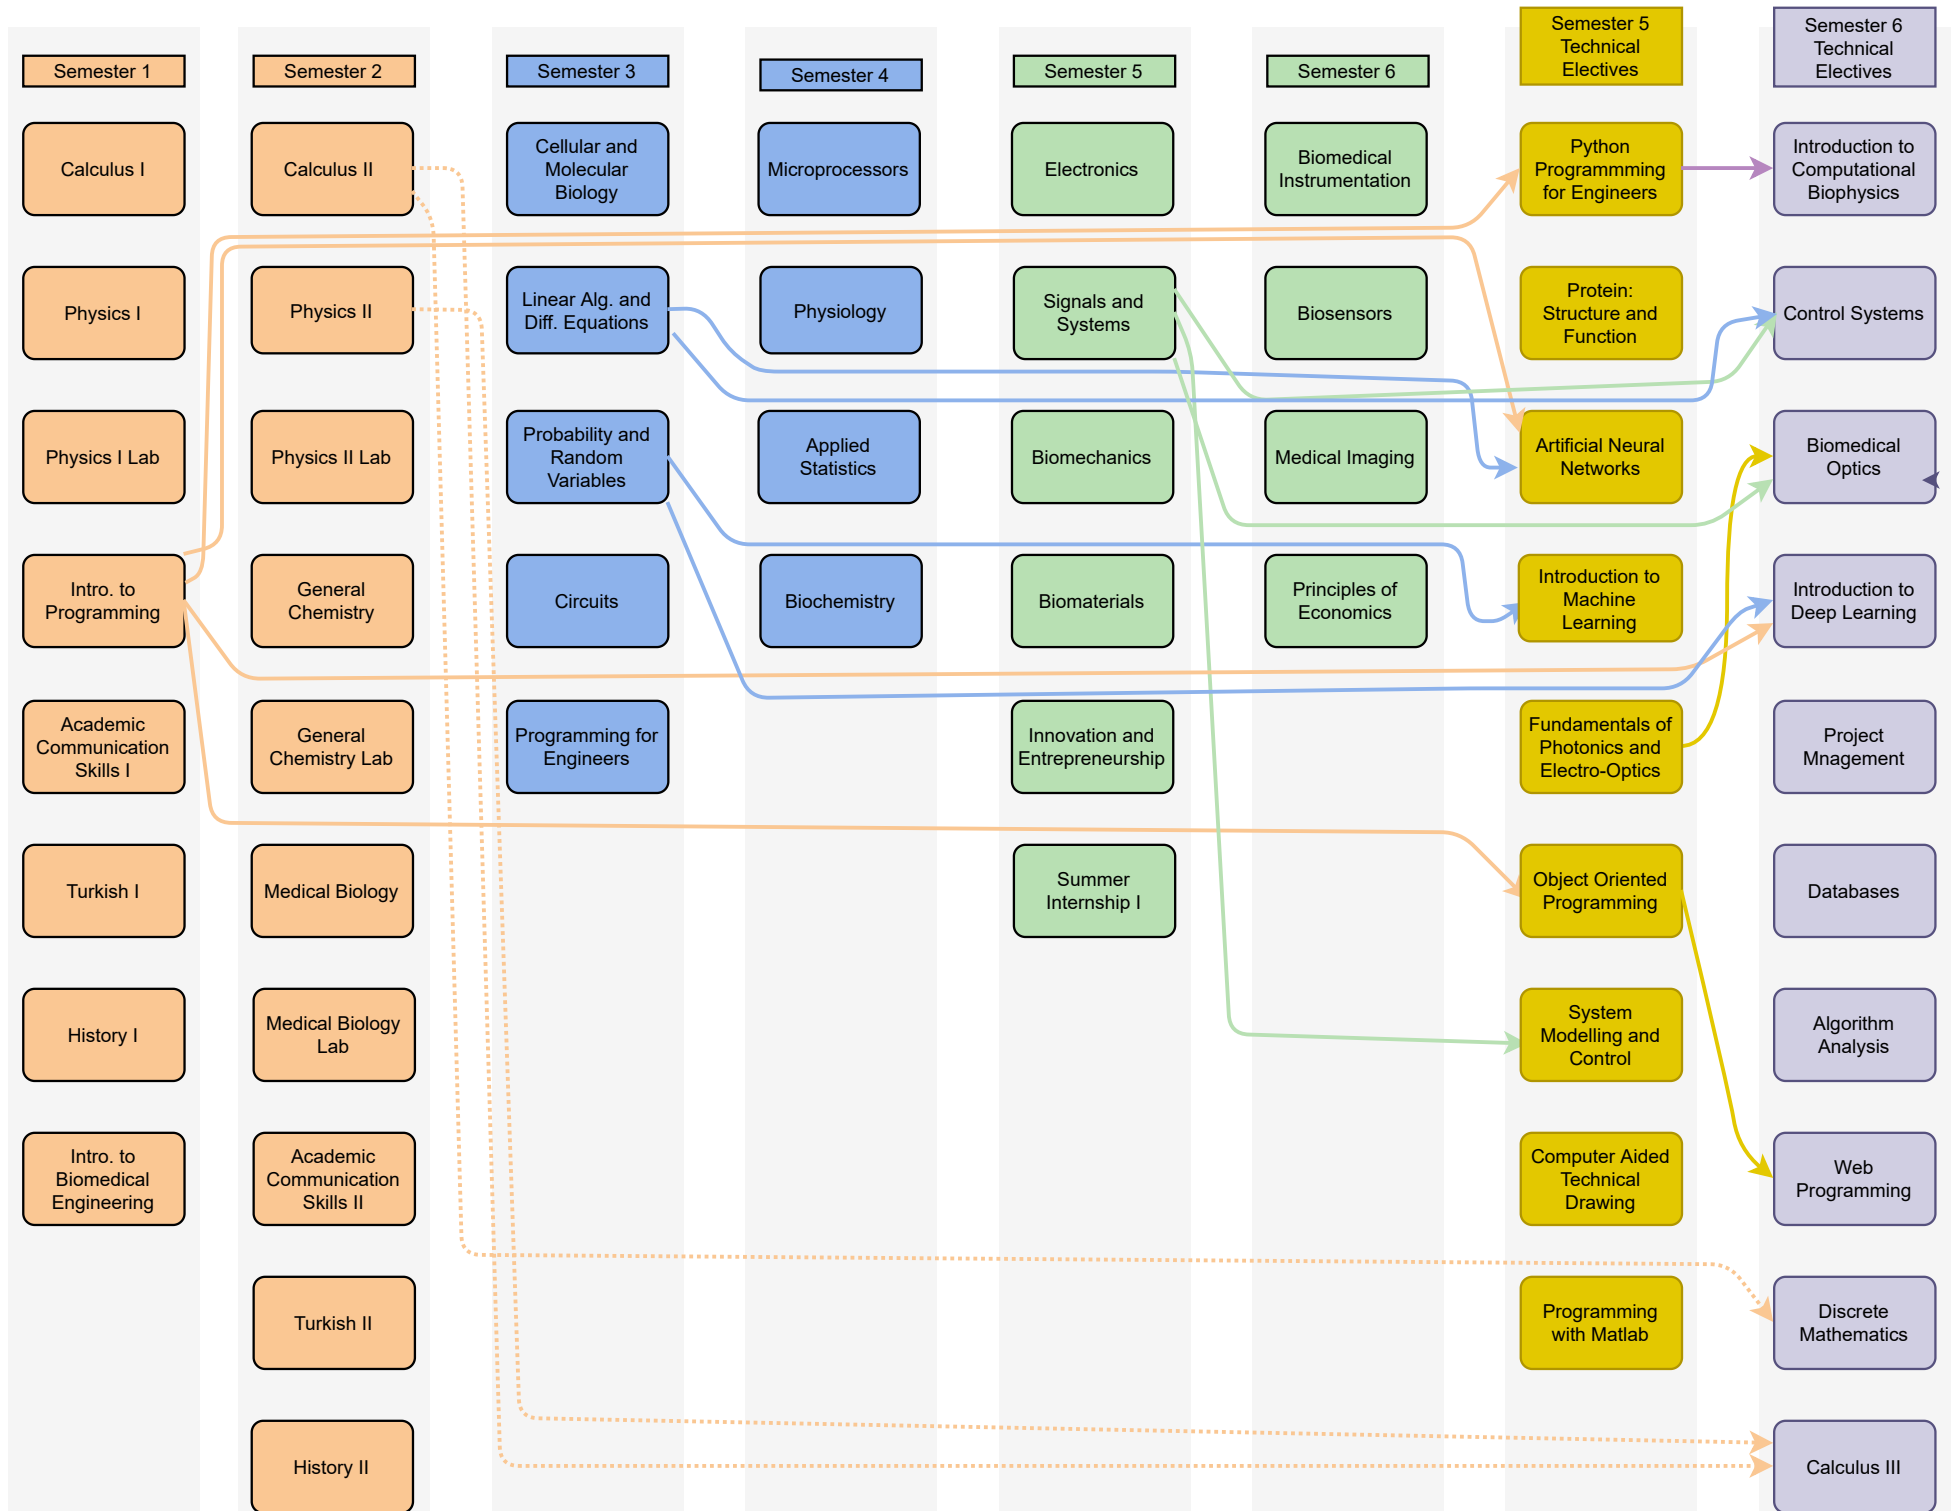 Semester 1
Calculus I
Physics I
Physics I Lab
Intro. to
Programming
Academic
Communication
Skills I
Turkish I
History I
Intro. to
Biomedical
Engineering
Semester 2
Calculus II
Physics II
Physics II Lab
General
Chemistry
General
Chemistry Lab
Medical Biology
Medical Biology
Lab
Academic
Communication
Skills II
Turkish II
History II
Semester 3
Cellular and
Molecular
Biology
Linear Alg. and
Diff. Equations
Probability and
Random
Variables
Circuits
Programming for
Engineers
Semester 4
Microprocessors
Physiology
Applied
Statistics
Biochemistry
Semester 5
Electronics
Signals and
Systems
Biomechanics
Biomaterials
Innovation and
Entrepreneurship
Summer
Internship I
Semester 6
Biomedical
Instrumentation
Biosensors
Medical Imaging
Principles of
Economics
Semester 5
Technical
Electives
Python
Programmming
for Engineers
Protein:
Structure and
Function
Artificial Neural
Networks
Introduction to
Machine
Learning
Fundamentals of
Photonics and
Electro-Optics
Object Oriented
Programming
System
Modelling and
Control
Computer Aided
Technical
Drawing
Programming
with Matlab
Semester 6
Technical
Electives
Introduction to
Computational
Biophysics
Control Systems
Biomedical
Optics
Introduction to
Deep Learning
Project
Mnagement
Databases
Algorithm
Analysis
Web
Programming
Discrete
Mathematics
Calculus III